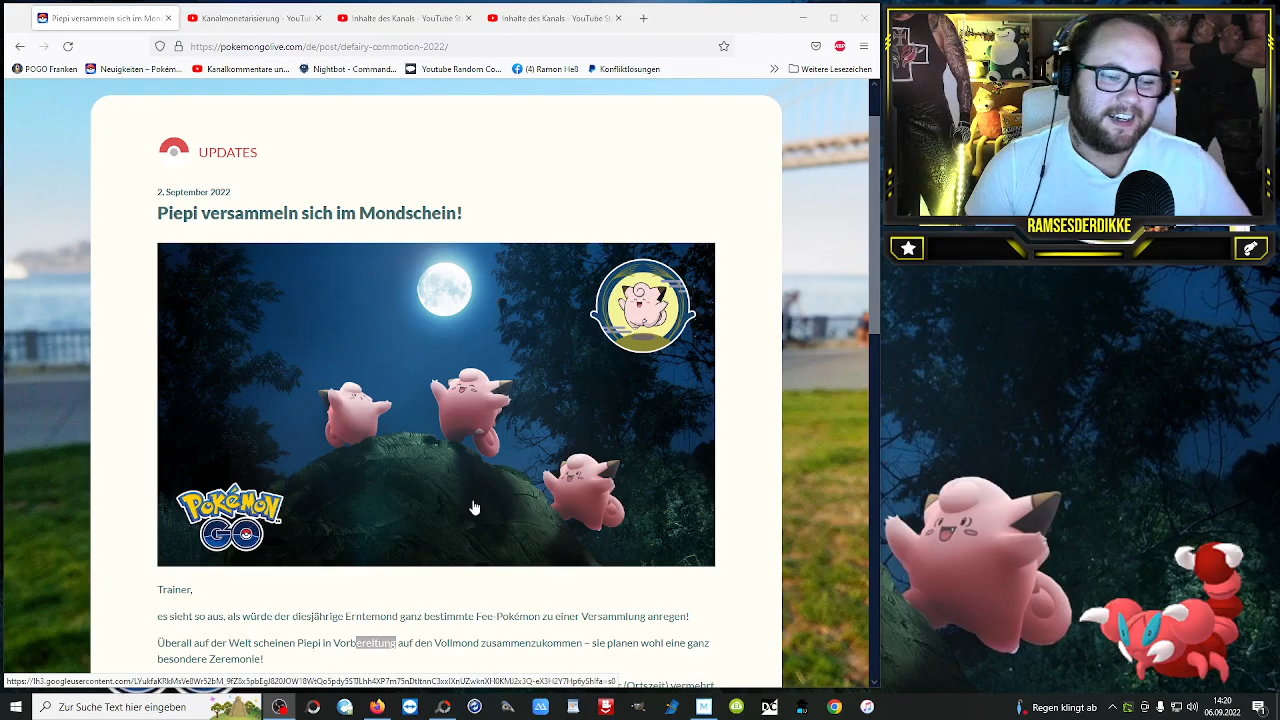 Piepi versammeln sich im Mond
Kanalmonetarisierung - YouTu
Inhalte des Kanals - YouTube St
Inhalte des Kanals - YouTube St
https://pokemongolive.com/de/post/defairy-commotion-2022/
ABP
POGO Franken
Neuigkeiten – Pokém...
Kanalkommentare - Y...
Nightbot - Command...
Youtube Random Co...
(4) Ramon Heß
Konfliktlösungen
Weitere Lesezeichen
UPDATES
2. September 2022
Piepi versammeln sich im Mondschein!
POKÉMON
GO
Trainer,
es sieht so aus, als würde der diesjährige Erntemond ganz bestimmte Fee-Pokémon zu einer Versammlung anregen!
Überall auf der Welt scheinen Piepi in Vorbereitung auf den Vollmond zusammenzukommen – sie planen wohl eine ganz
besondere Zeremonie!
(Ortszeit) vermehrt
RAMSESDERDIKKE
Zur Suche Text hier eingeben
Regen klingt ab
14:20
06.09.2022